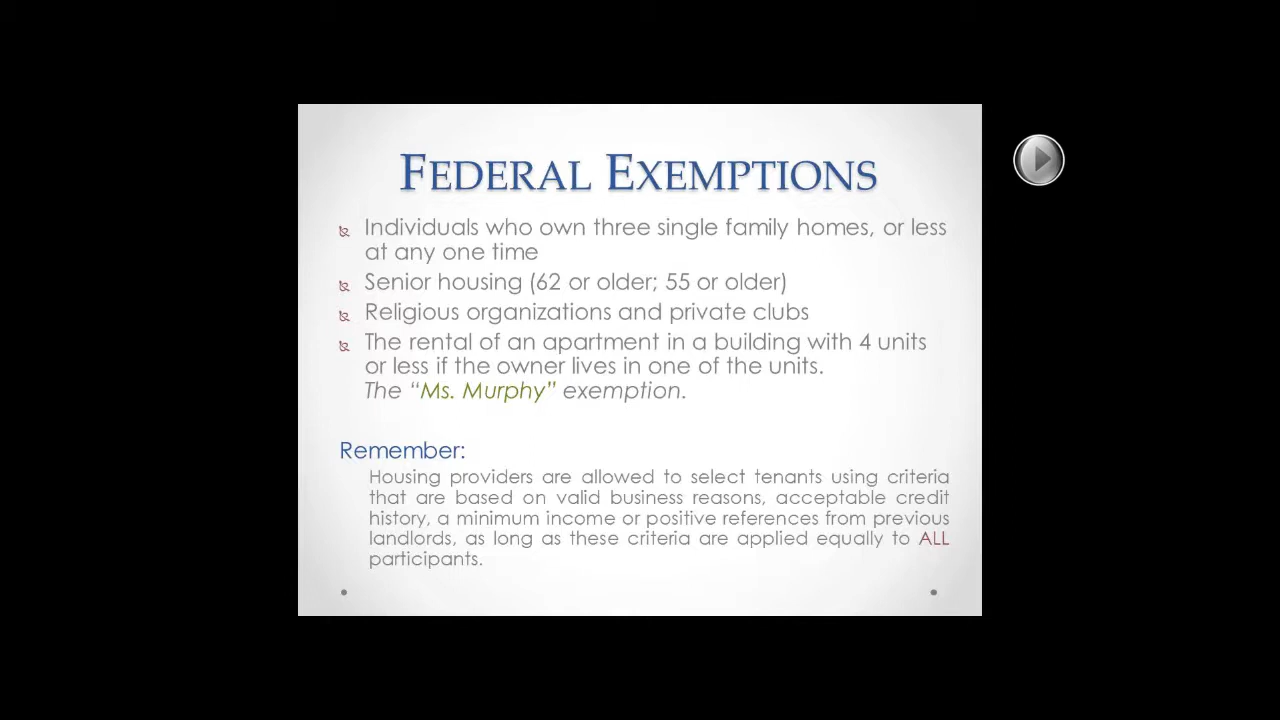 FEDERAL EXEMPTIONS
Individuals who own three single family homes, or less
at any one time
Senior housing (62 or older; 55 or older)
Religious organizations and private clubs
The rental of an apartment in a building with 4 units
or less if the owner lives in one of the units.
The “Ms. Murphy” exemption.
Remember:
Housing providers are allowed to select tenants using criteria
that are based on valid business reasons, acceptable credit
history, a minimum income or positive references from previous
landlords, as long as these criteria are applied equally to ALL
participants.